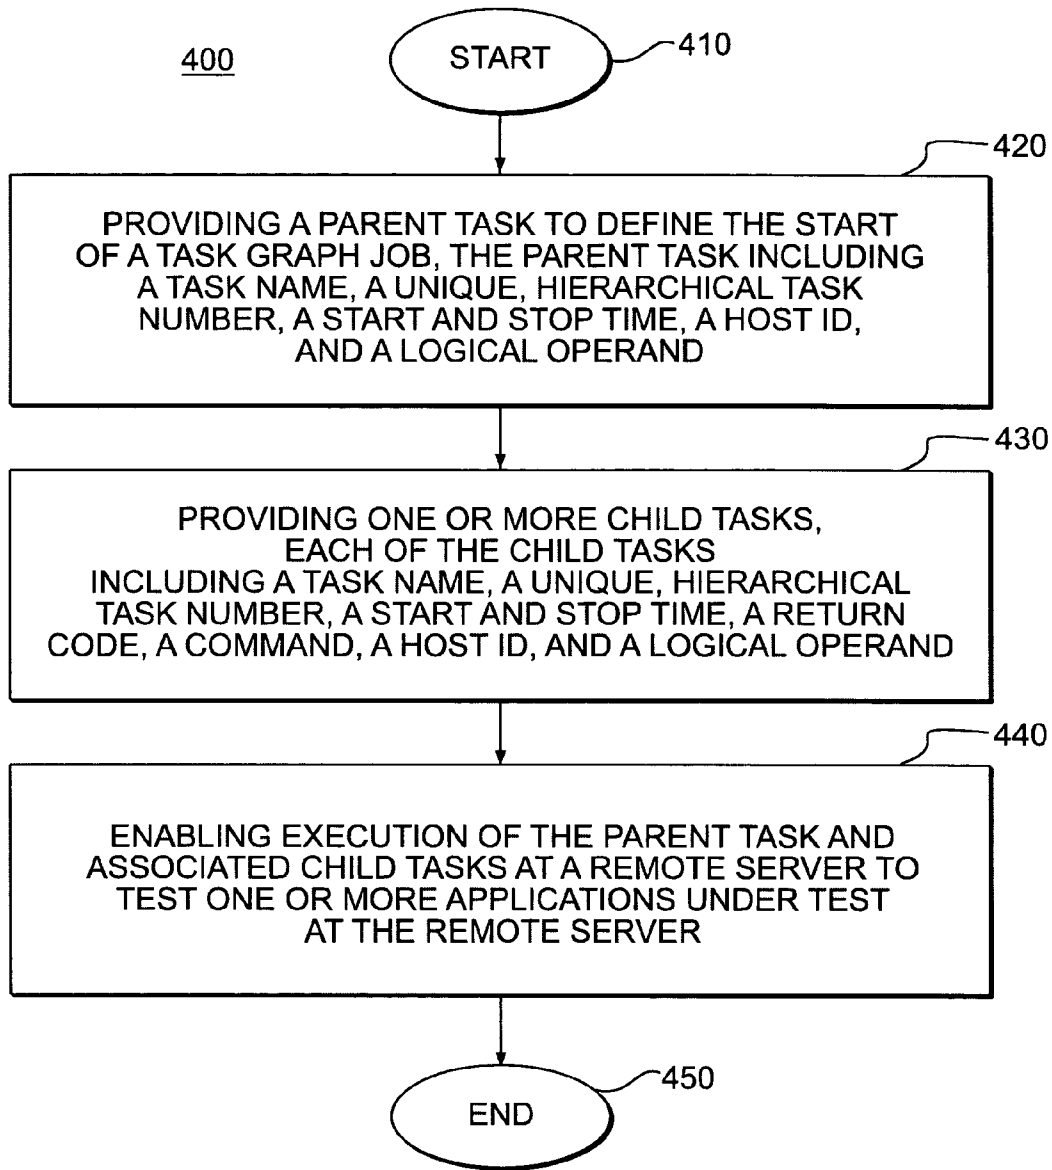 400
START
410
420
PROVIDING A PARENT TASK TO DEFINE THE START
OF A TASK GRAPH JOB, THE PARENT TASK INCLUDING
A TASK NAME, A UNIQUE, HIERARCHICAL TASK
NUMBER, A START AND STOP TIME, A HOST ID,
AND A LOGICAL OPERAND
430
PROVIDING ONE OR MORE CHILD TASKS,
EACH OF THE CHILD TASKS
INCLUDING A TASK NAME, A UNIQUE, HIERARCHICAL
TASK NUMBER, A START AND STOP TIME, A RETURN
CODE, A COMMAND, A HOST ID, AND A LOGICAL OPERAND
440
ENABLING EXECUTION OF THE PARENT TASK AND
ASSOCIATED CHILD TASKS AT A REMOTE SERVER TO
TEST ONE OR MORE APPLICATIONS UNDER TEST
AT THE REMOTE SERVER
450
END